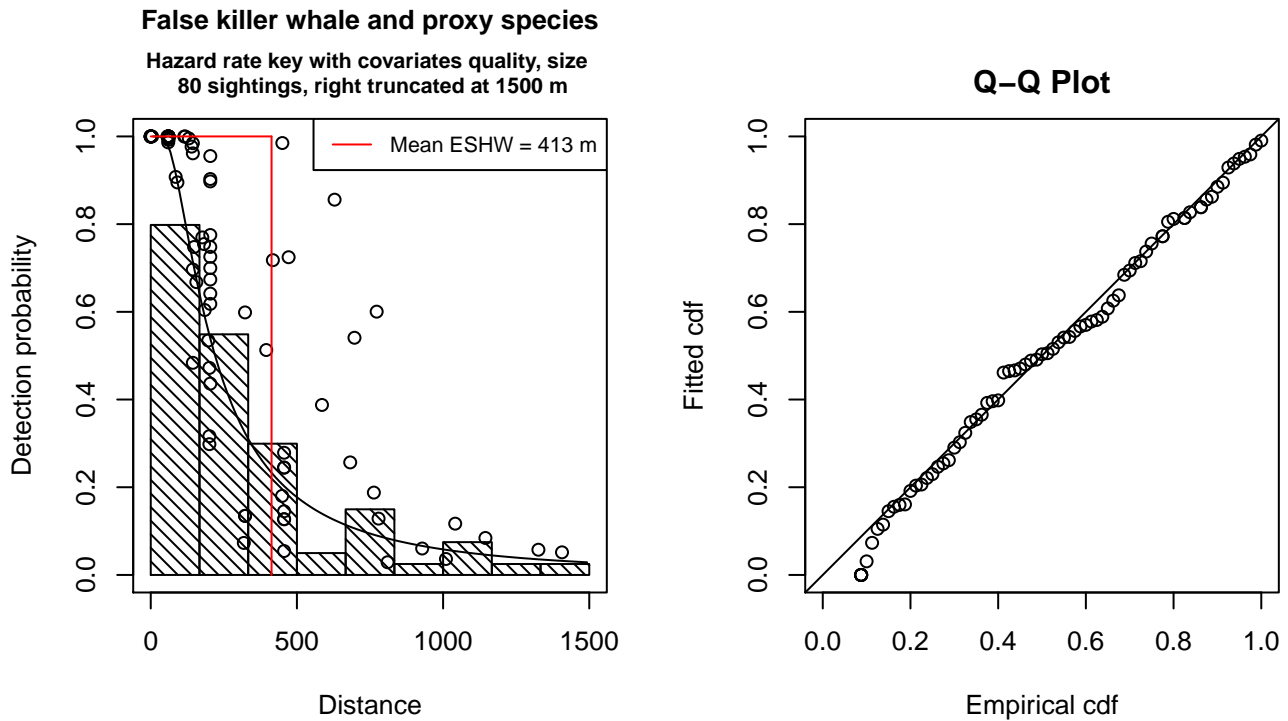 False killer whale and proxy species
Hazard rate key with covariates quality, size
80 sightings, right truncated at 1500 m
Mean ESHW = 413 m
Detection probability
0.0 0.2 0.4 0.6 0.8 1.0
0 500 1000 1500
Distance
Q−Q Plot
Fitted cdf
0.0 0.2 0.4 0.6 0.8 1.0
0.0 0.2 0.4 0.6 0.8 1.0
Empirical cdf